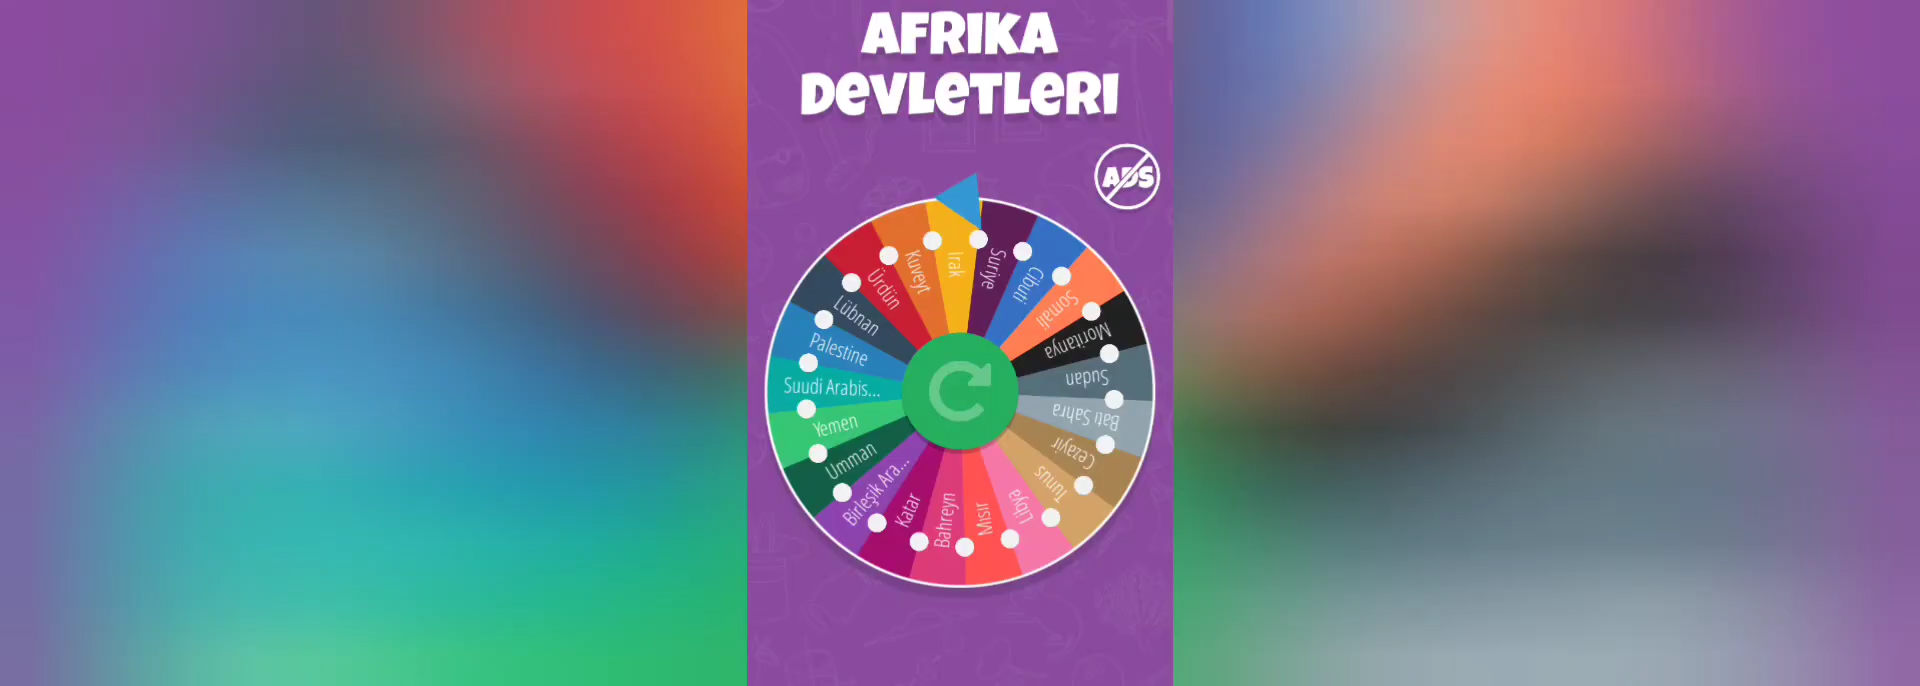 AFRIKA
DEVLETLERI
ADS
Irak
Suriye
Cibuti
Somali
Moritanya
Sudan
Batı Sahra
Cezayir
Tunus
Libya
Mısır
Bahreyn
Katar
Birleşik Ara...
Umman
Yemen
Suudi Arabis...
Palestine
Lübnan
Ürdün
Kuveyt